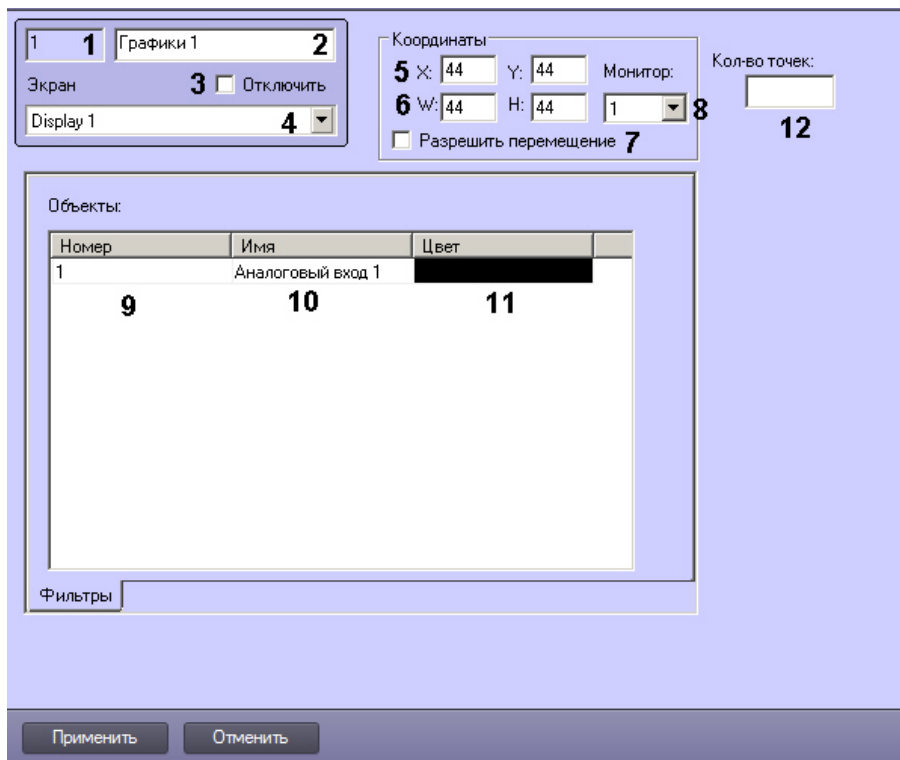 1 1 Графики 1 2
Экран 3 Отключить
Display 1 4
Координаты
5 X: 44 Y: 44 Монитор:
6 W: 44 H: 44 1 8
Разрешить перемещение 7
Кол-во точек:
12
Объекты:
Номер Имя Цвет
1 Аналоговый вход 1
9 10 11
Фильтры
Применить Отменить